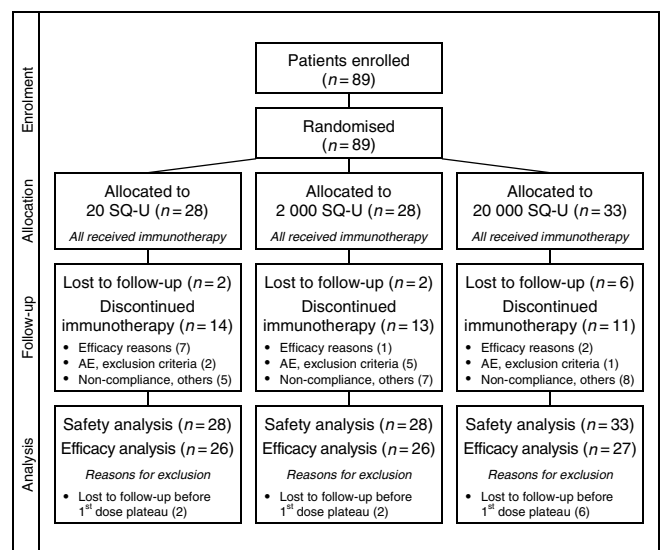 Enrolment
Patients enrolled
(n = 89)
Randomised
(n = 89)
Allocation
Allocated to
20 SQ-U (n = 28)
All received immunotherapy
Allocated to
2 000 SQ-U (n = 28)
All received immunotherapy
Allocated to
20 000 SQ-U (n = 33)
All received immunotherapy
Follow-up
Lost to follow-up (n = 2)
Discontinued
immunotherapy (n = 14)
• Efficacy reasons (7)
• AE, exclusion criteria (2)
• Non-compliance, others (5)
Lost to follow-up (n = 2)
Discontinued
immunotherapy (n = 13)
• Efficacy reasons (1)
• AE, exclusion criteria (5)
• Non-compliance, others (7)
Lost to follow-up (n = 6)
Discontinued
immunotherapy (n = 11)
• Efficacy reasons (2)
• AE, exclusion criteria (1)
• Non-compliance, others (8)
Analysis
Safety analysis (n = 28)
Efficacy analysis (n = 26)
Reasons for exclusion
• Lost to follow-up before
1st dose plateau (2)
Safety analysis (n = 28)
Efficacy analysis (n = 26)
Reasons for exclusion
• Lost to follow-up before
1st dose plateau (2)
Safety analysis (n = 33)
Efficacy analysis (n = 27)
Reasons for exclusion
• Lost to follow-up before
1st dose plateau (6)